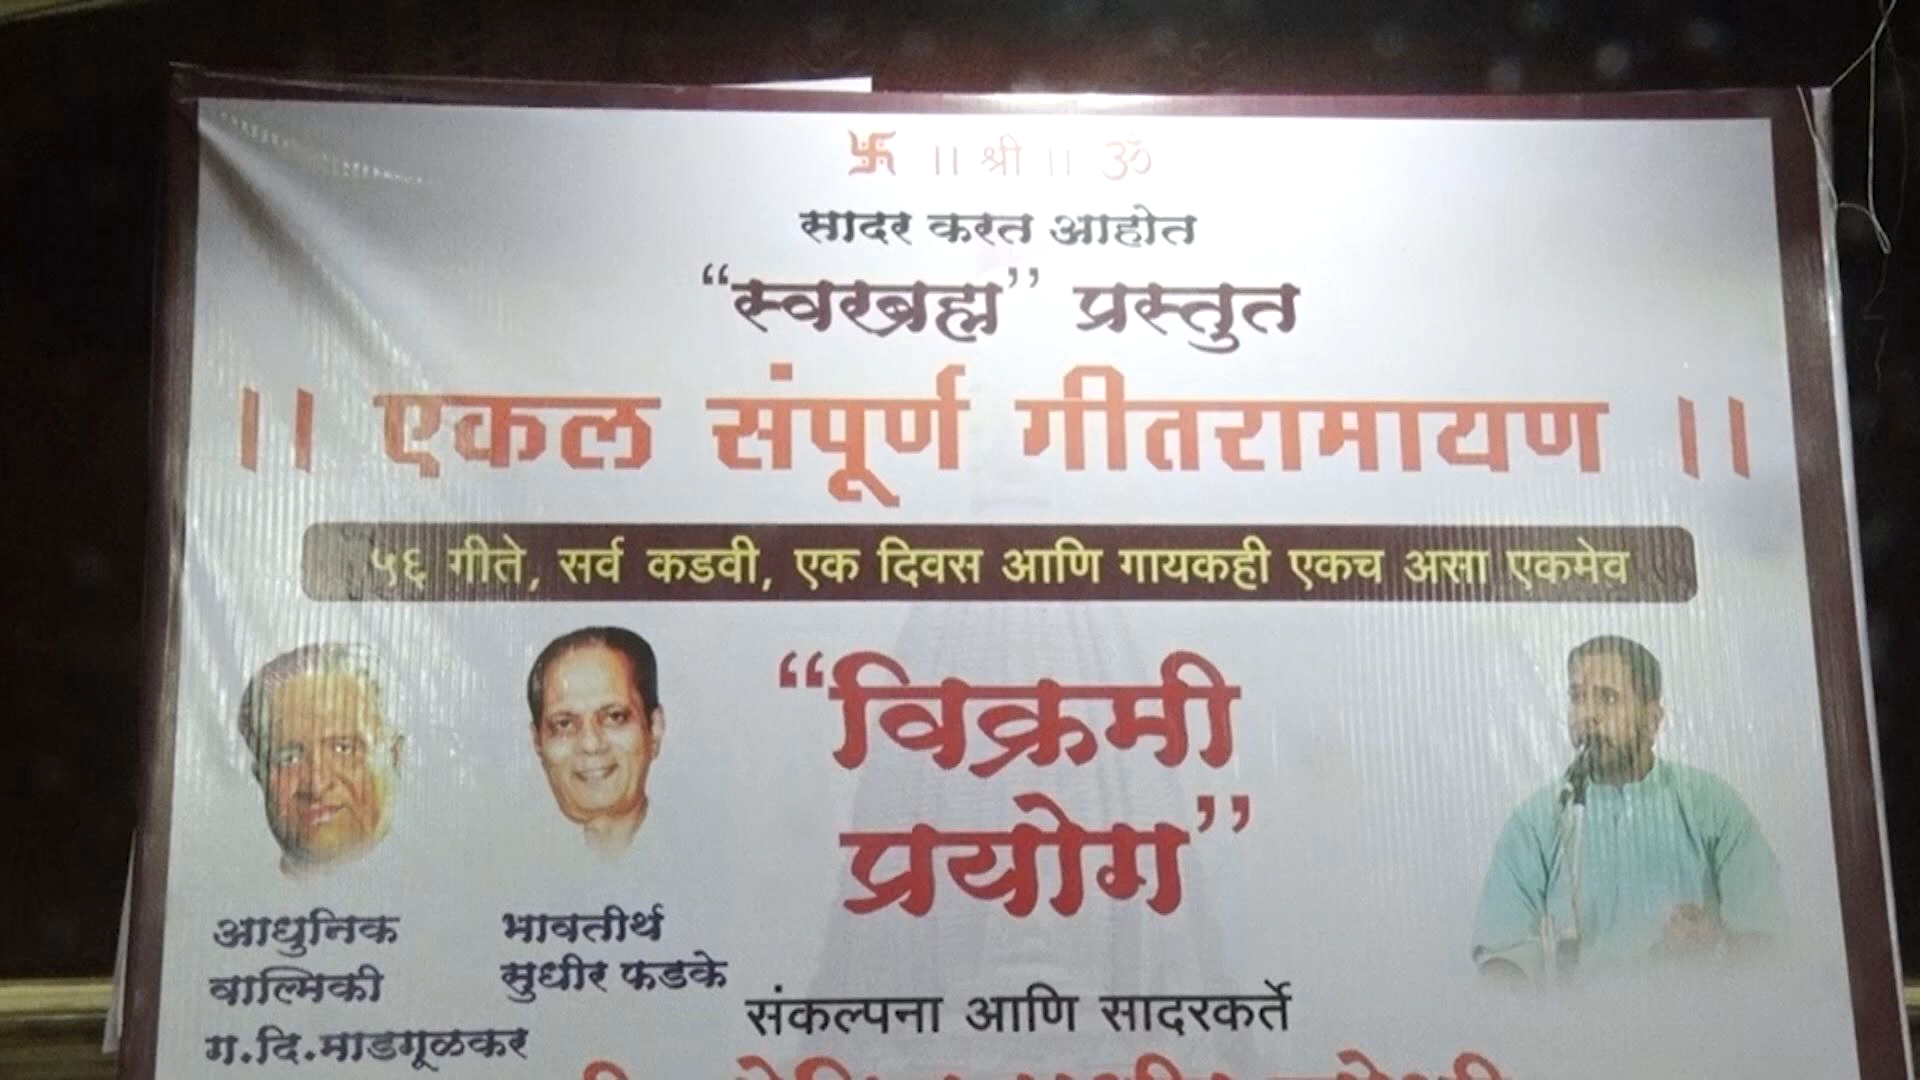 卐 ।। श्री ।। ॐ
सादर करत आहोत
“स्वरब्रह्म” प्रस्तुत
।। एकल संपूर्ण गीतरामायण ।।
५६ गीते, सर्व कडवी, एक दिवस आणि गायकही एकच असा एकमेव
“विक्रमी
प्रयोग”
आधुनिक
वाल्मिकी
ग.दि.माडगूळकर
भावतीर्थ
सुधीर फडके
संकल्पना आणि सादरकर्ते